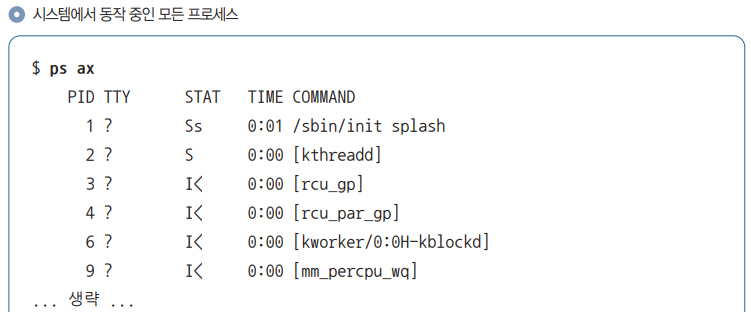 시스템에서 동작 중인 모든 프로세스
$ ps ax
PID TTY STAT TIME COMMAND
1 ? Ss 0:01 /sbin/init splash
2 ? S 0:00 [kthreadd]
3 ? I< 0:00 [rcu_gp]
4 ? I< 0:00 [rcu_par_gp]
6 ? I< 0:00 [kworker/0:0H-kblockd]
9 ? I< 0:00 [mm_percpu_wq]
... 생략 ...